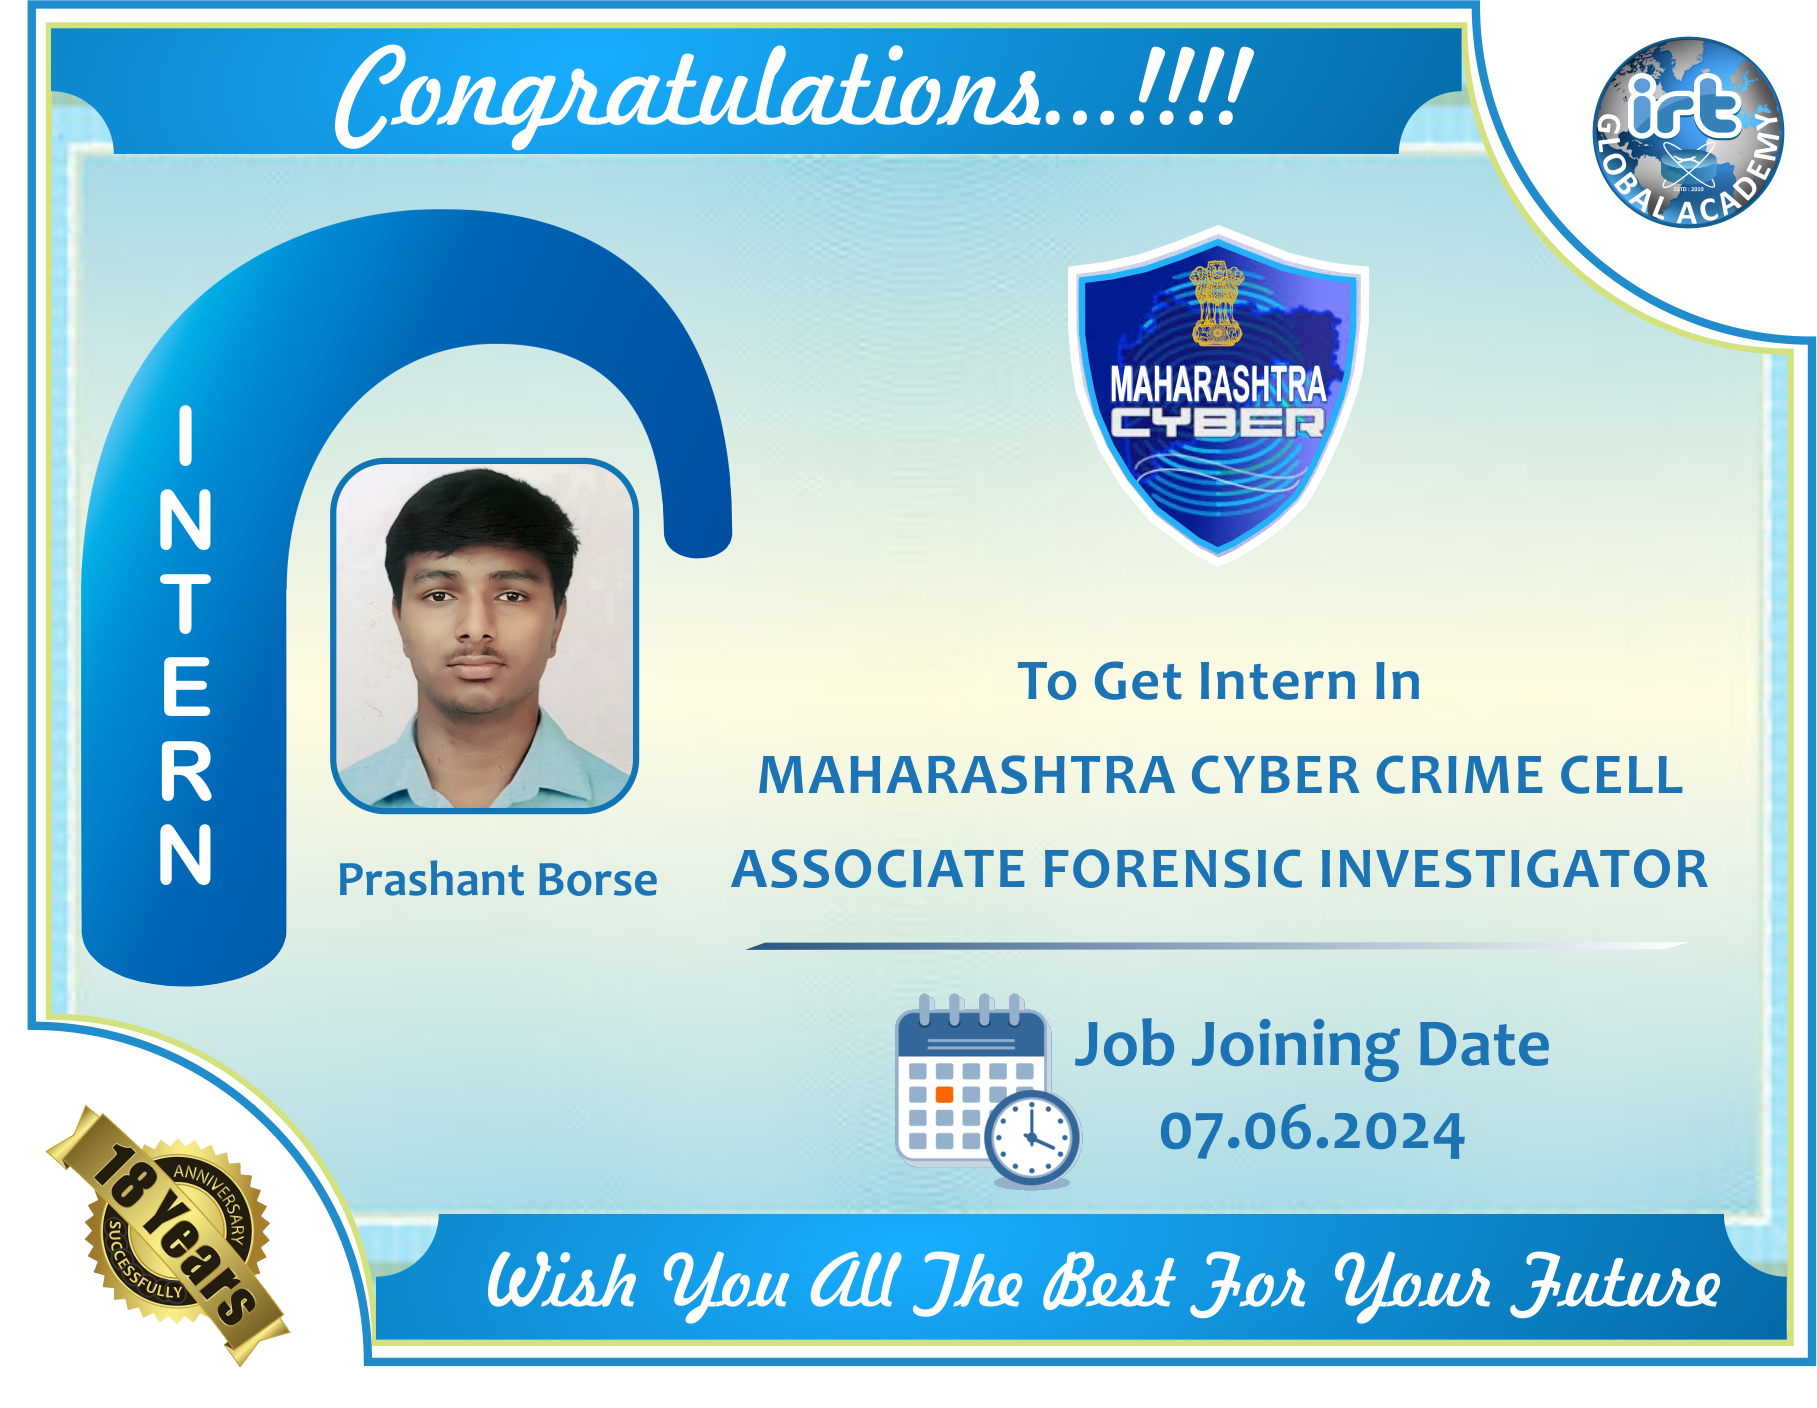 Congratulations...!!!!
irt
ESTD : 2010
GLOBAL ACADEMY
INTERN
MAHARASHTRA
CYBER
Prashant Borse
To Get Intern In
MAHARASHTRA CYBER CRIME CELL
ASSOCIATE FORENSIC INVESTIGATOR
Job Joining Date
07.06.2024
ANNIVERSARY
18 Years
SUCCESSFULLY
Wish You All The Best For Your Future